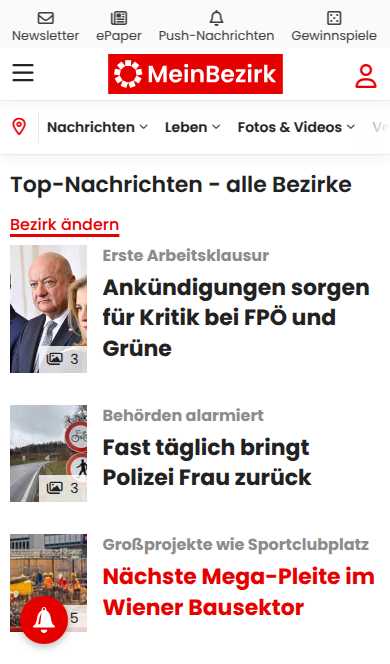 Newsletter ePaper Push-Nachrichten Gewinnspiele
MeinBezirk
Nachrichten Leben Fotos & Videos
Top-Nachrichten - alle Bezirke
Bezirk ändern
Erste Arbeitsklausur
Ankündigungen sorgen
für Kritik bei FPÖ und
Grüne
3
Behörden alarmiert
Fast täglich bringt
Polizei Frau zurück
3
Großprojekte wie Sportclubplatz
Nächste Mega-Pleite im
Wiener Bausektor
5